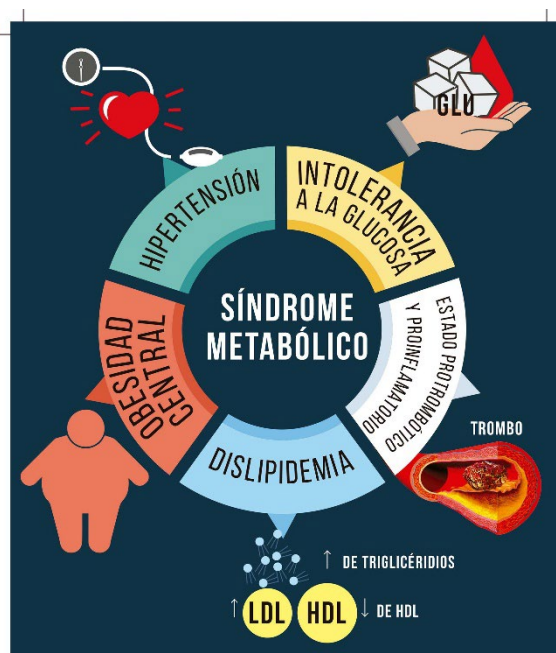 GLU
HIPERTENSIÓN
INTOLERANCIA
A LA GLUCOSA
SÍNDROME
METABÓLICO
OBESIDAD
CENTRAL
ESTADO PROTROMBÓTICO
Y PROINFLAMATORIO
TROMBO
DISLIPIDEMIA
↑ DE TRIGLICÉRIDIOS
↑ LDL HDL ↓ DE HDL